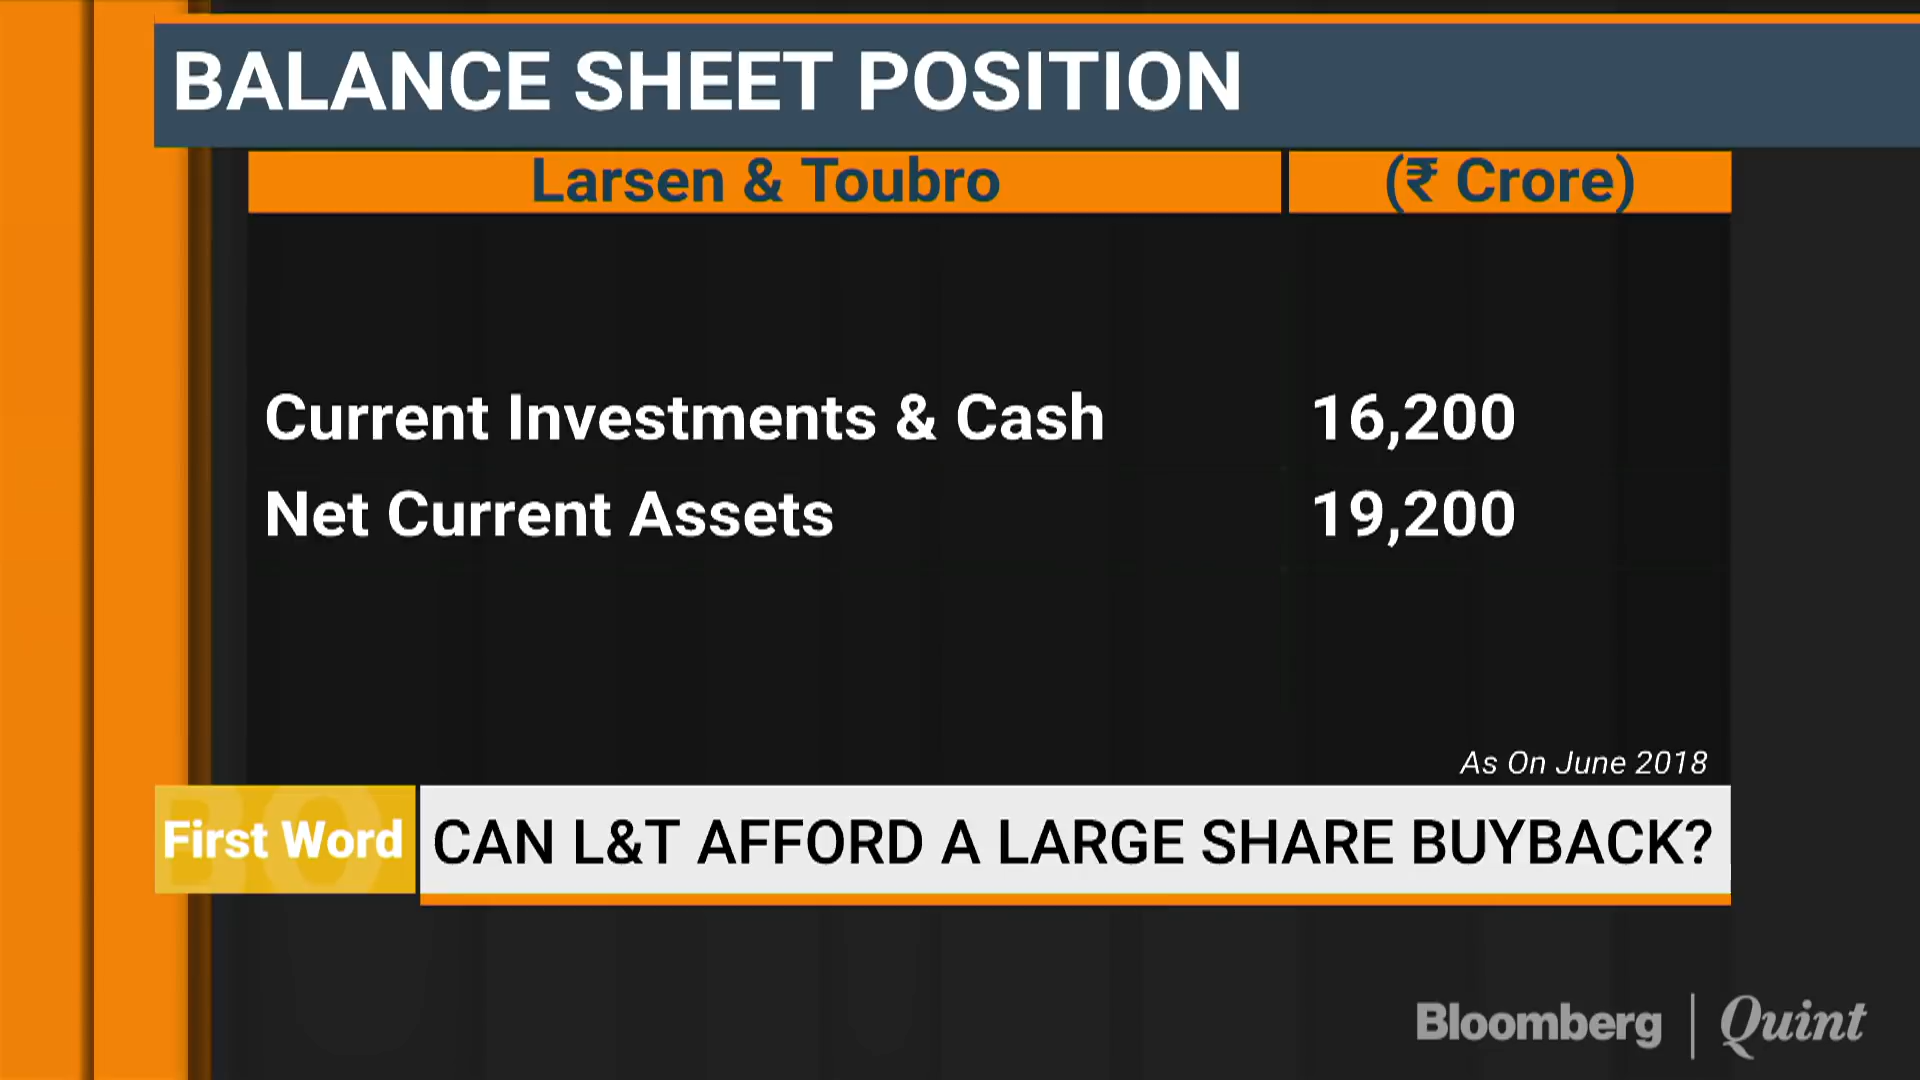 BALANCE SHEET POSITION
Larsen & Toubro (₹ Crore)
Current Investments & Cash 16,200
Net Current Assets 19,200
As On June 2018
First Word CAN L&T AFFORD A LARGE SHARE BUYBACK?
Bloomberg | Quint